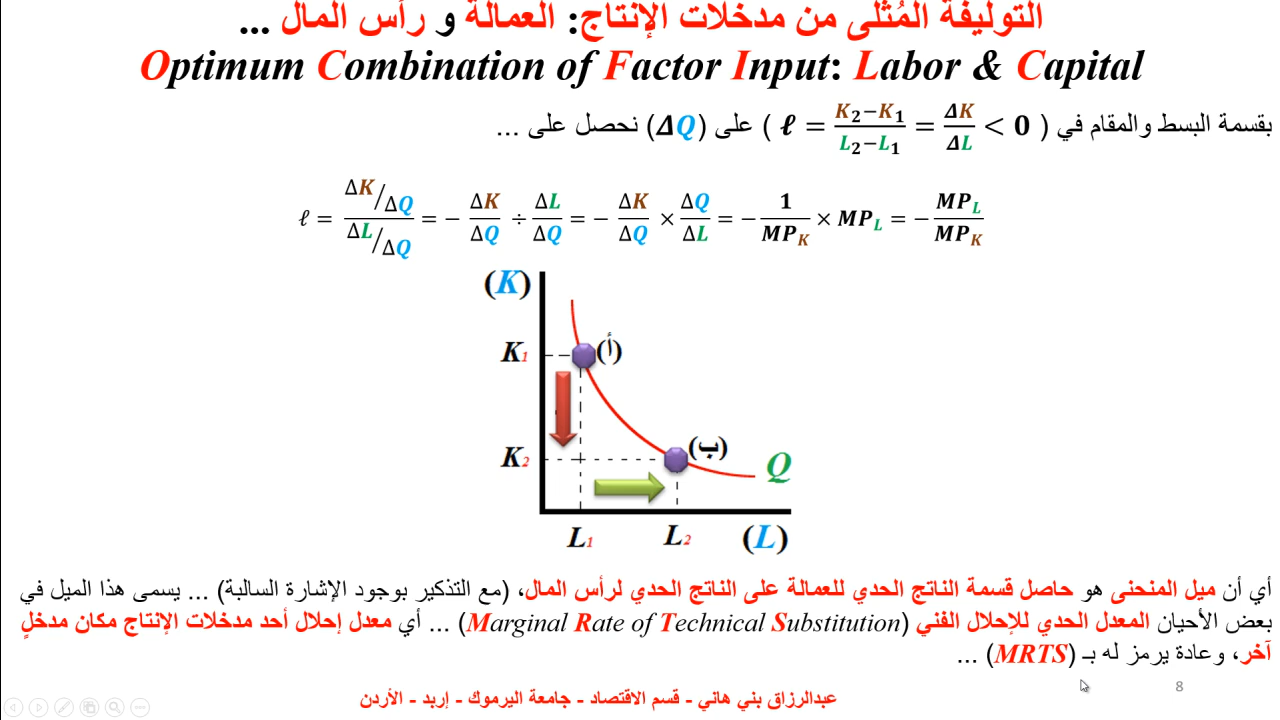 التوليفة المُثلى من مدخلات الإنتاج: العمالة و رأس المال ...
Optimum Combination of Factor Input: Labor & Capital
بقسمة البسط والمقام في ( ℓ = (K₂−K₁)/(L₂−L₁) = ΔK/ΔL < 0 ) على (ΔQ) نحصل على ...
ℓ = (ΔK/ΔQ)/(ΔL/ΔQ) = − ΔK/ΔQ ÷ ΔL/ΔQ = − ΔK/ΔQ × ΔQ/ΔL = − 1/MP_K × MP_L = − MP_L/MP_K
(K)
K₁
(أ)
K₂
(ب)
Q
L₁
L₂
(L)
أي أن ميل المنحنى هو حاصل قسمة الناتج الحدي للعمالة على الناتج الحدي لرأس المال، (مع التذكير بوجود الإشارة السالبة) ... يسمى هذا الميل في
بعض الأحيان المعدل الحدي للإحلال الفني (Marginal Rate of Technical Substitution) ... أي معدل إحلال أحد مدخلات الإنتاج مكان مدخلٍ
آخر، وعادة يرمز له بـ (MRTS) ...
8
عبدالرزاق بني هاني - قسم الاقتصاد - جامعة اليرموك - إربد - الأردن